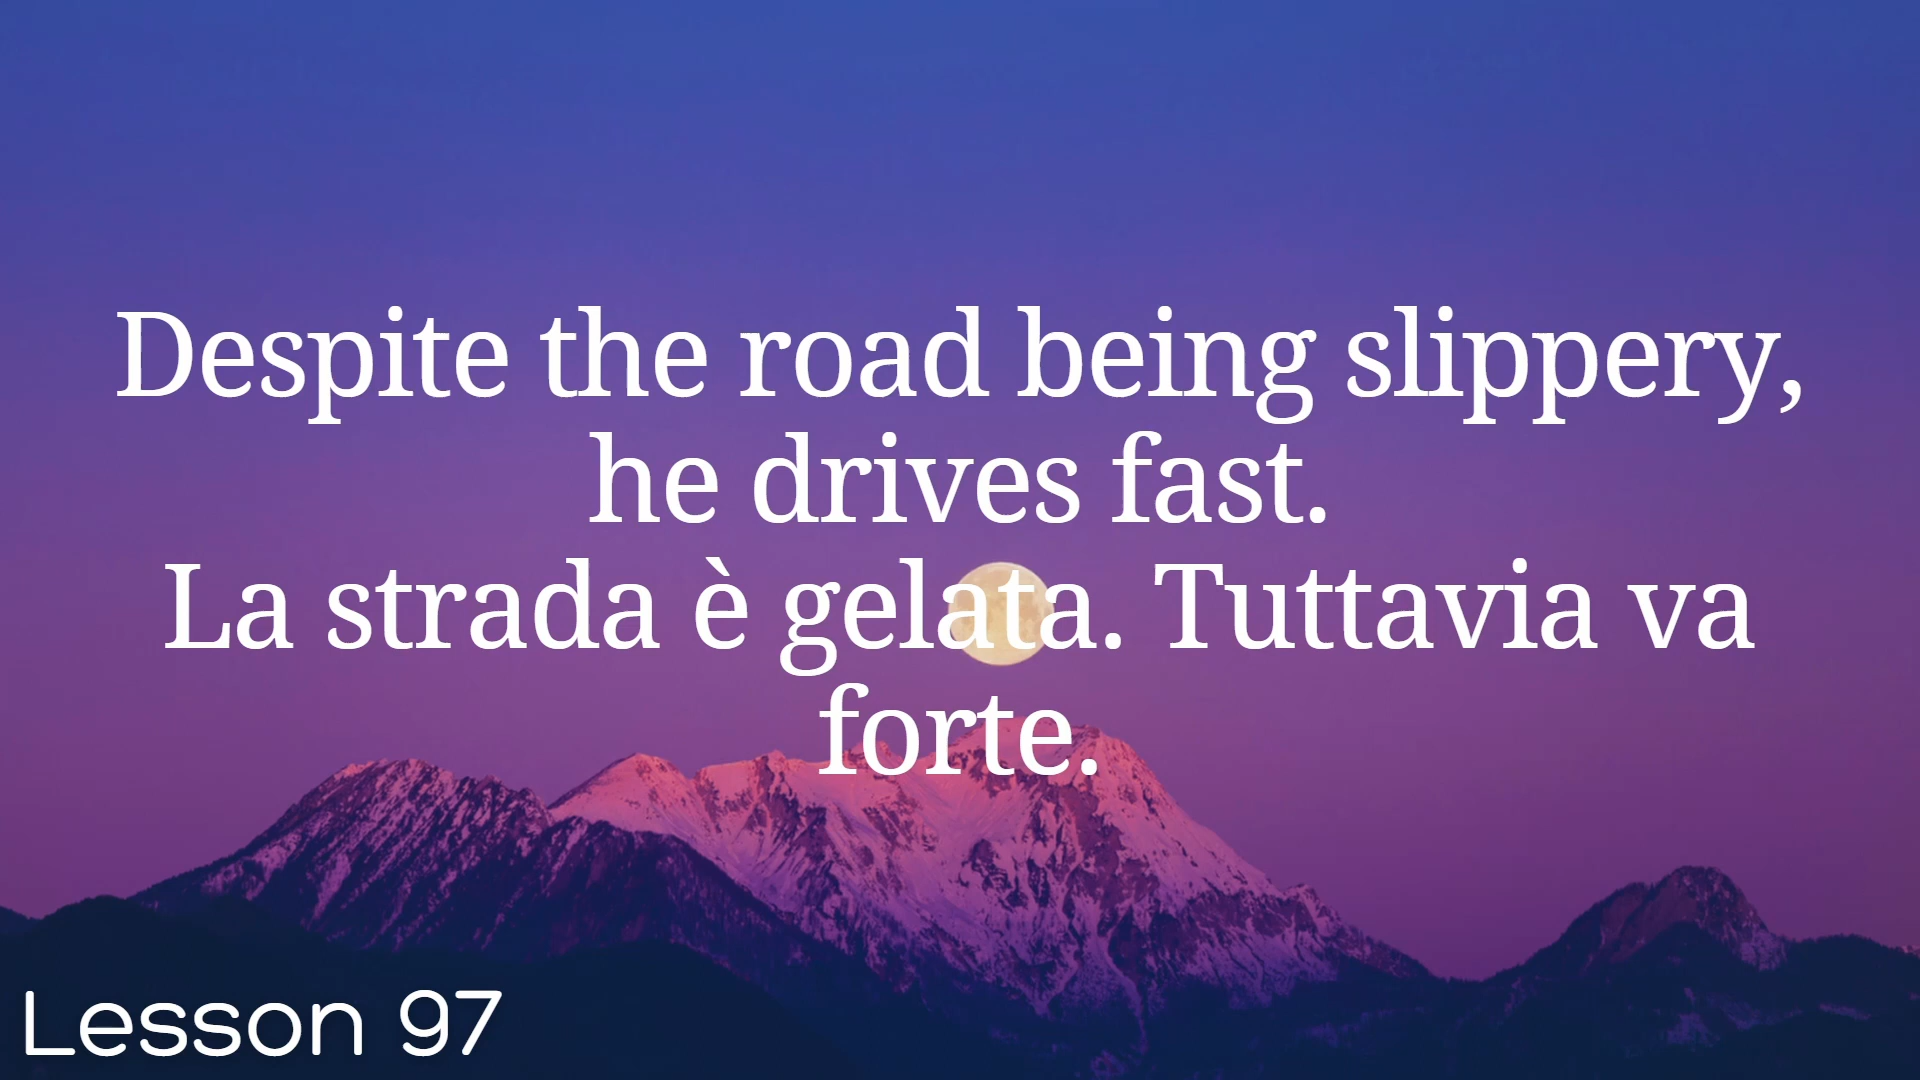 Despite the road being slippery,
he drives fast.
La strada è gelata. Tuttavia va
forte.
Lesson 97